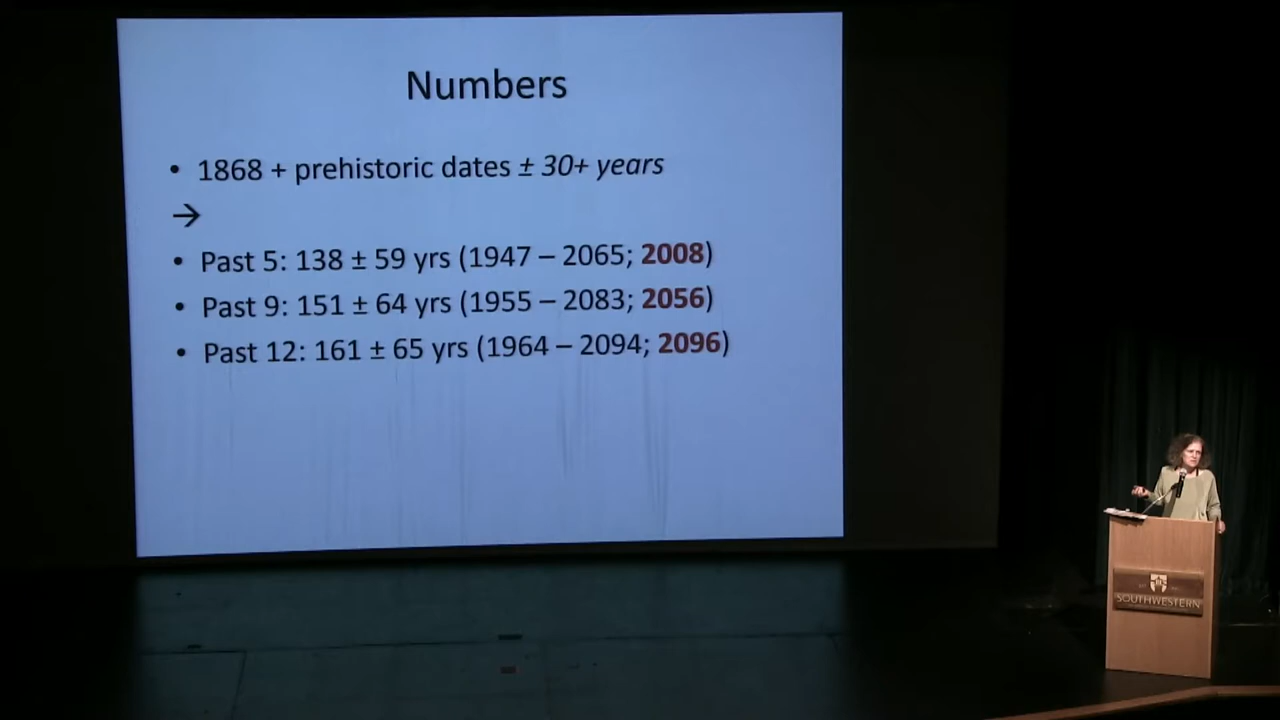 Numbers
• 1868 + prehistoric dates ± 30+ years
→
• Past 5: 138 ± 59 yrs (1947 – 2065; 2008)
• Past 9: 151 ± 64 yrs (1955 – 2083; 2056)
• Past 12: 161 ± 65 yrs (1964 – 2094; 2096)
SOUTHWESTERN